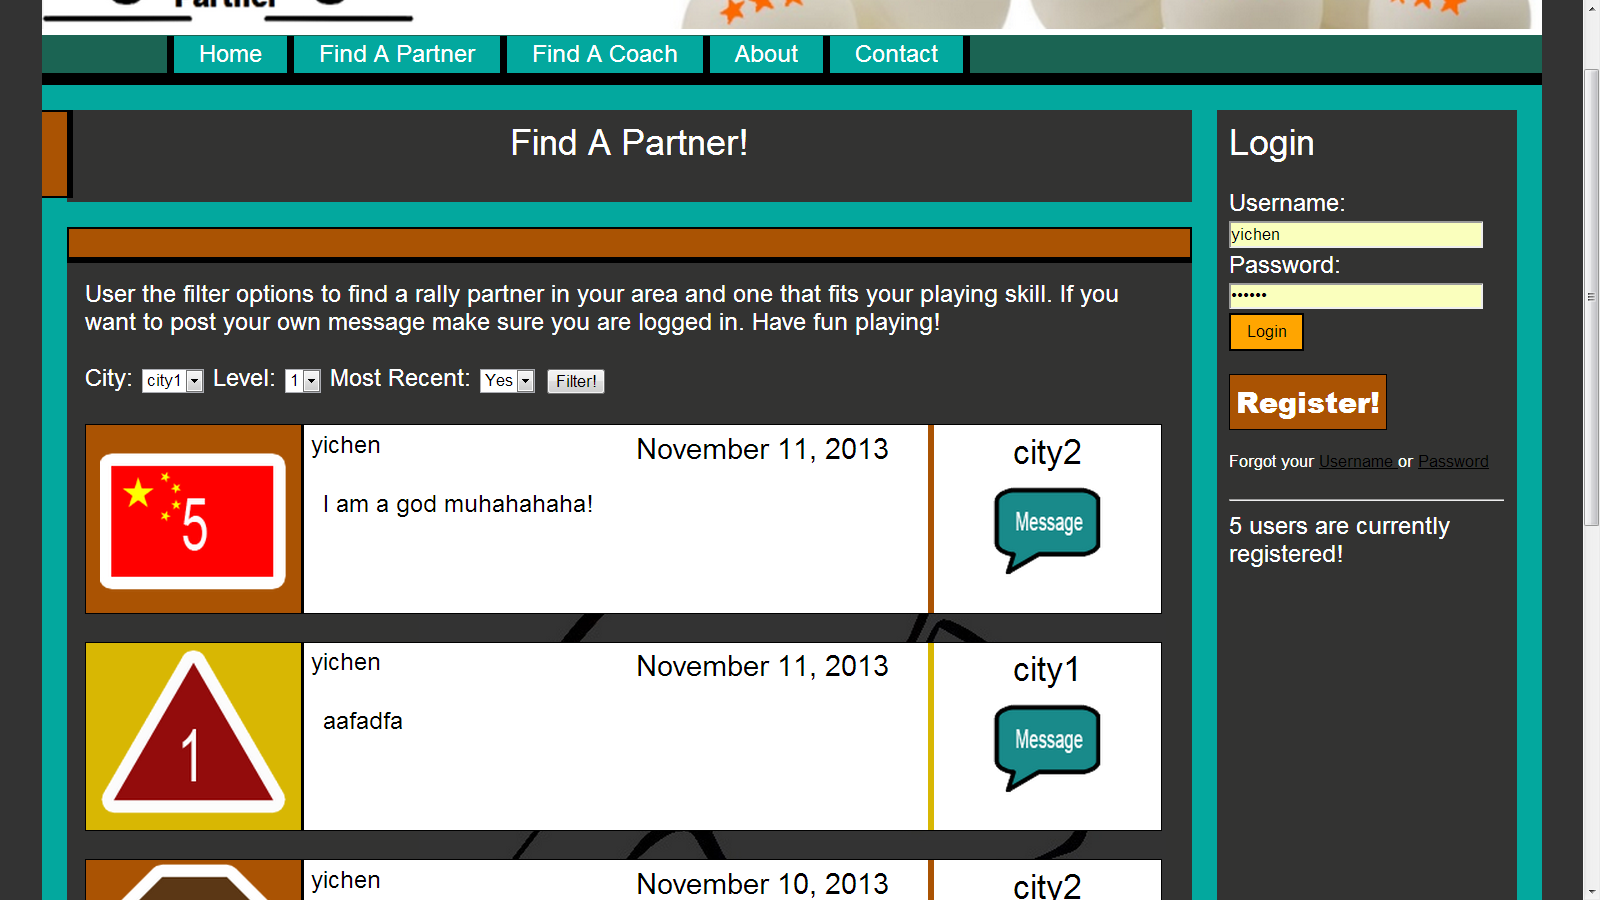 Partner
Home Find A Partner Find A Coach About Contact
Find A Partner!
User the filter options to find a rally partner in your area and one that fits your playing skill. If you
want to post your own message make sure you are logged in. Have fun playing!
City: city1 Level: 1 Most Recent: Yes Filter!
5
yichen November 11, 2013
I am a god muhahahaha!
city2
Message
1
yichen November 11, 2013
aafadfa
city1
Message
yichen November 10, 2013
city2
Login
Username:
yichen
Password:
••••••
Login
Register!
Forgot your Username or Password
5 users are currently
registered!